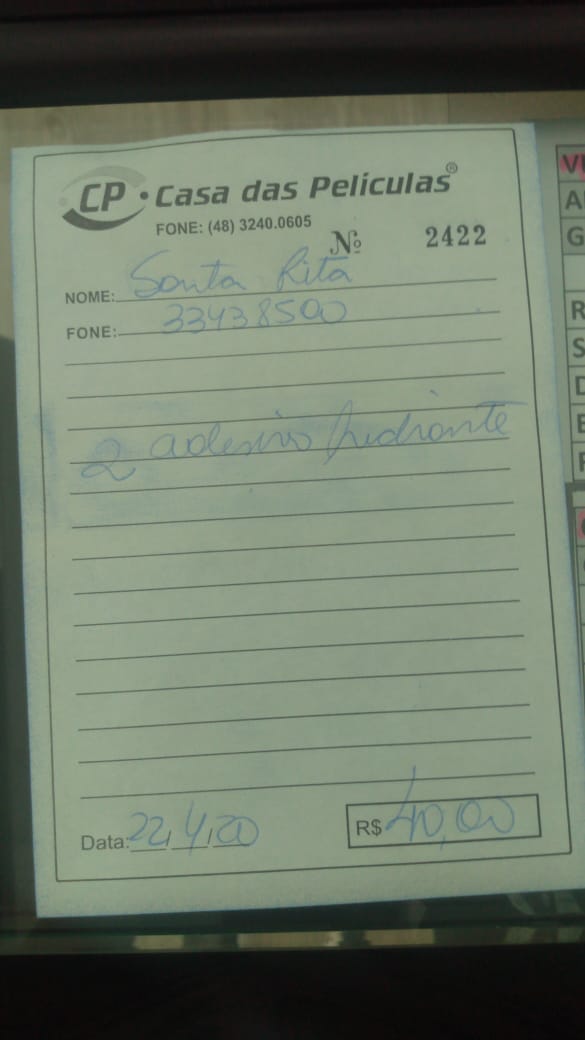 CP • Casa das Peliculas®
FONE: (48) 3240.0605
Nº 2422
NOME: Santa Rita
FONE: 33438500
2 adesivo hidrante
Data: 22/4/20
R$ 40,00
V
A
G
R
S
D
E
F